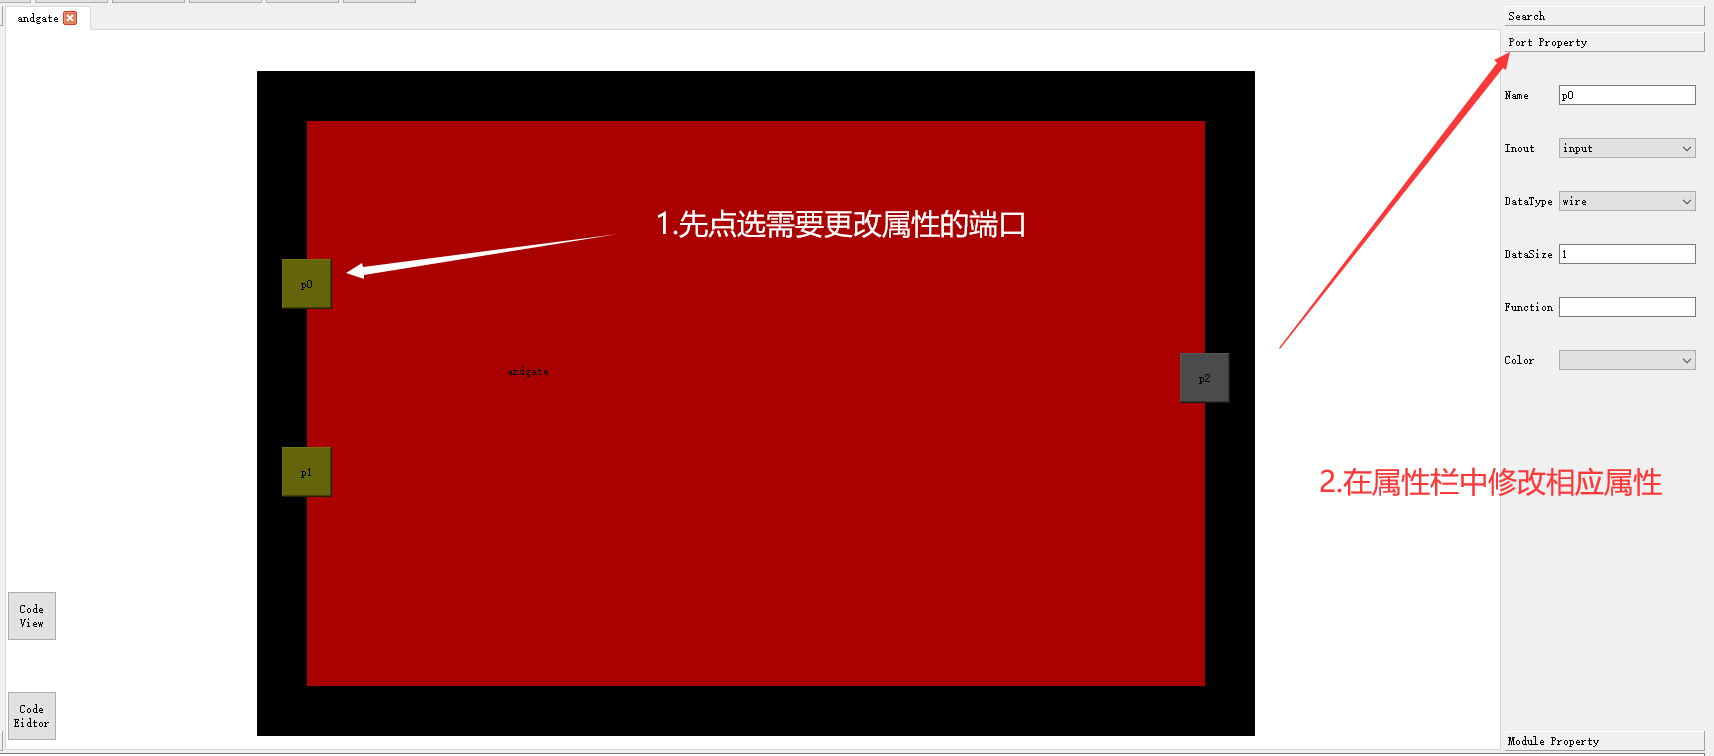 andgate
Search
Port Property
Name p0
Inout input
DataType wire
DataSize 1
Function
Color
1.先点选需要更改属性的端口
p0
andgate
p2
p1
2.在属性栏中修改相应属性
Code
View
Code
Eidtor
Module Property